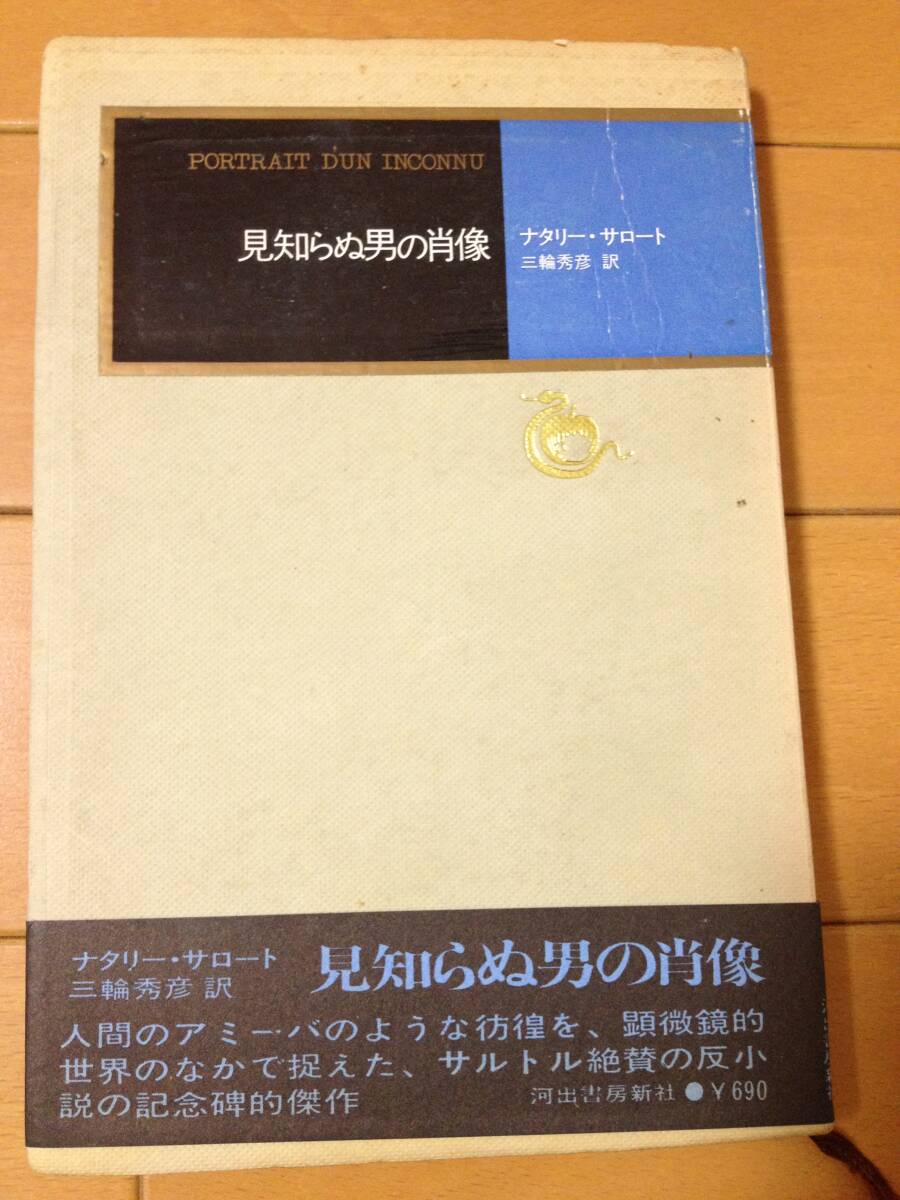 PORTRAIT D'UN INCONNU
見知らぬ男の肖像
ナタリー・サロート
三輪秀彦 訳
ナタリー・サロート
三輪秀彦 訳
見知らぬ男の肖像
人間のアミーバのような彷徨を、顕微鏡的
世界のなかで捉えた、サルトル絶賛の反小
説の記念碑的傑作
河出書房新社 ●￥690